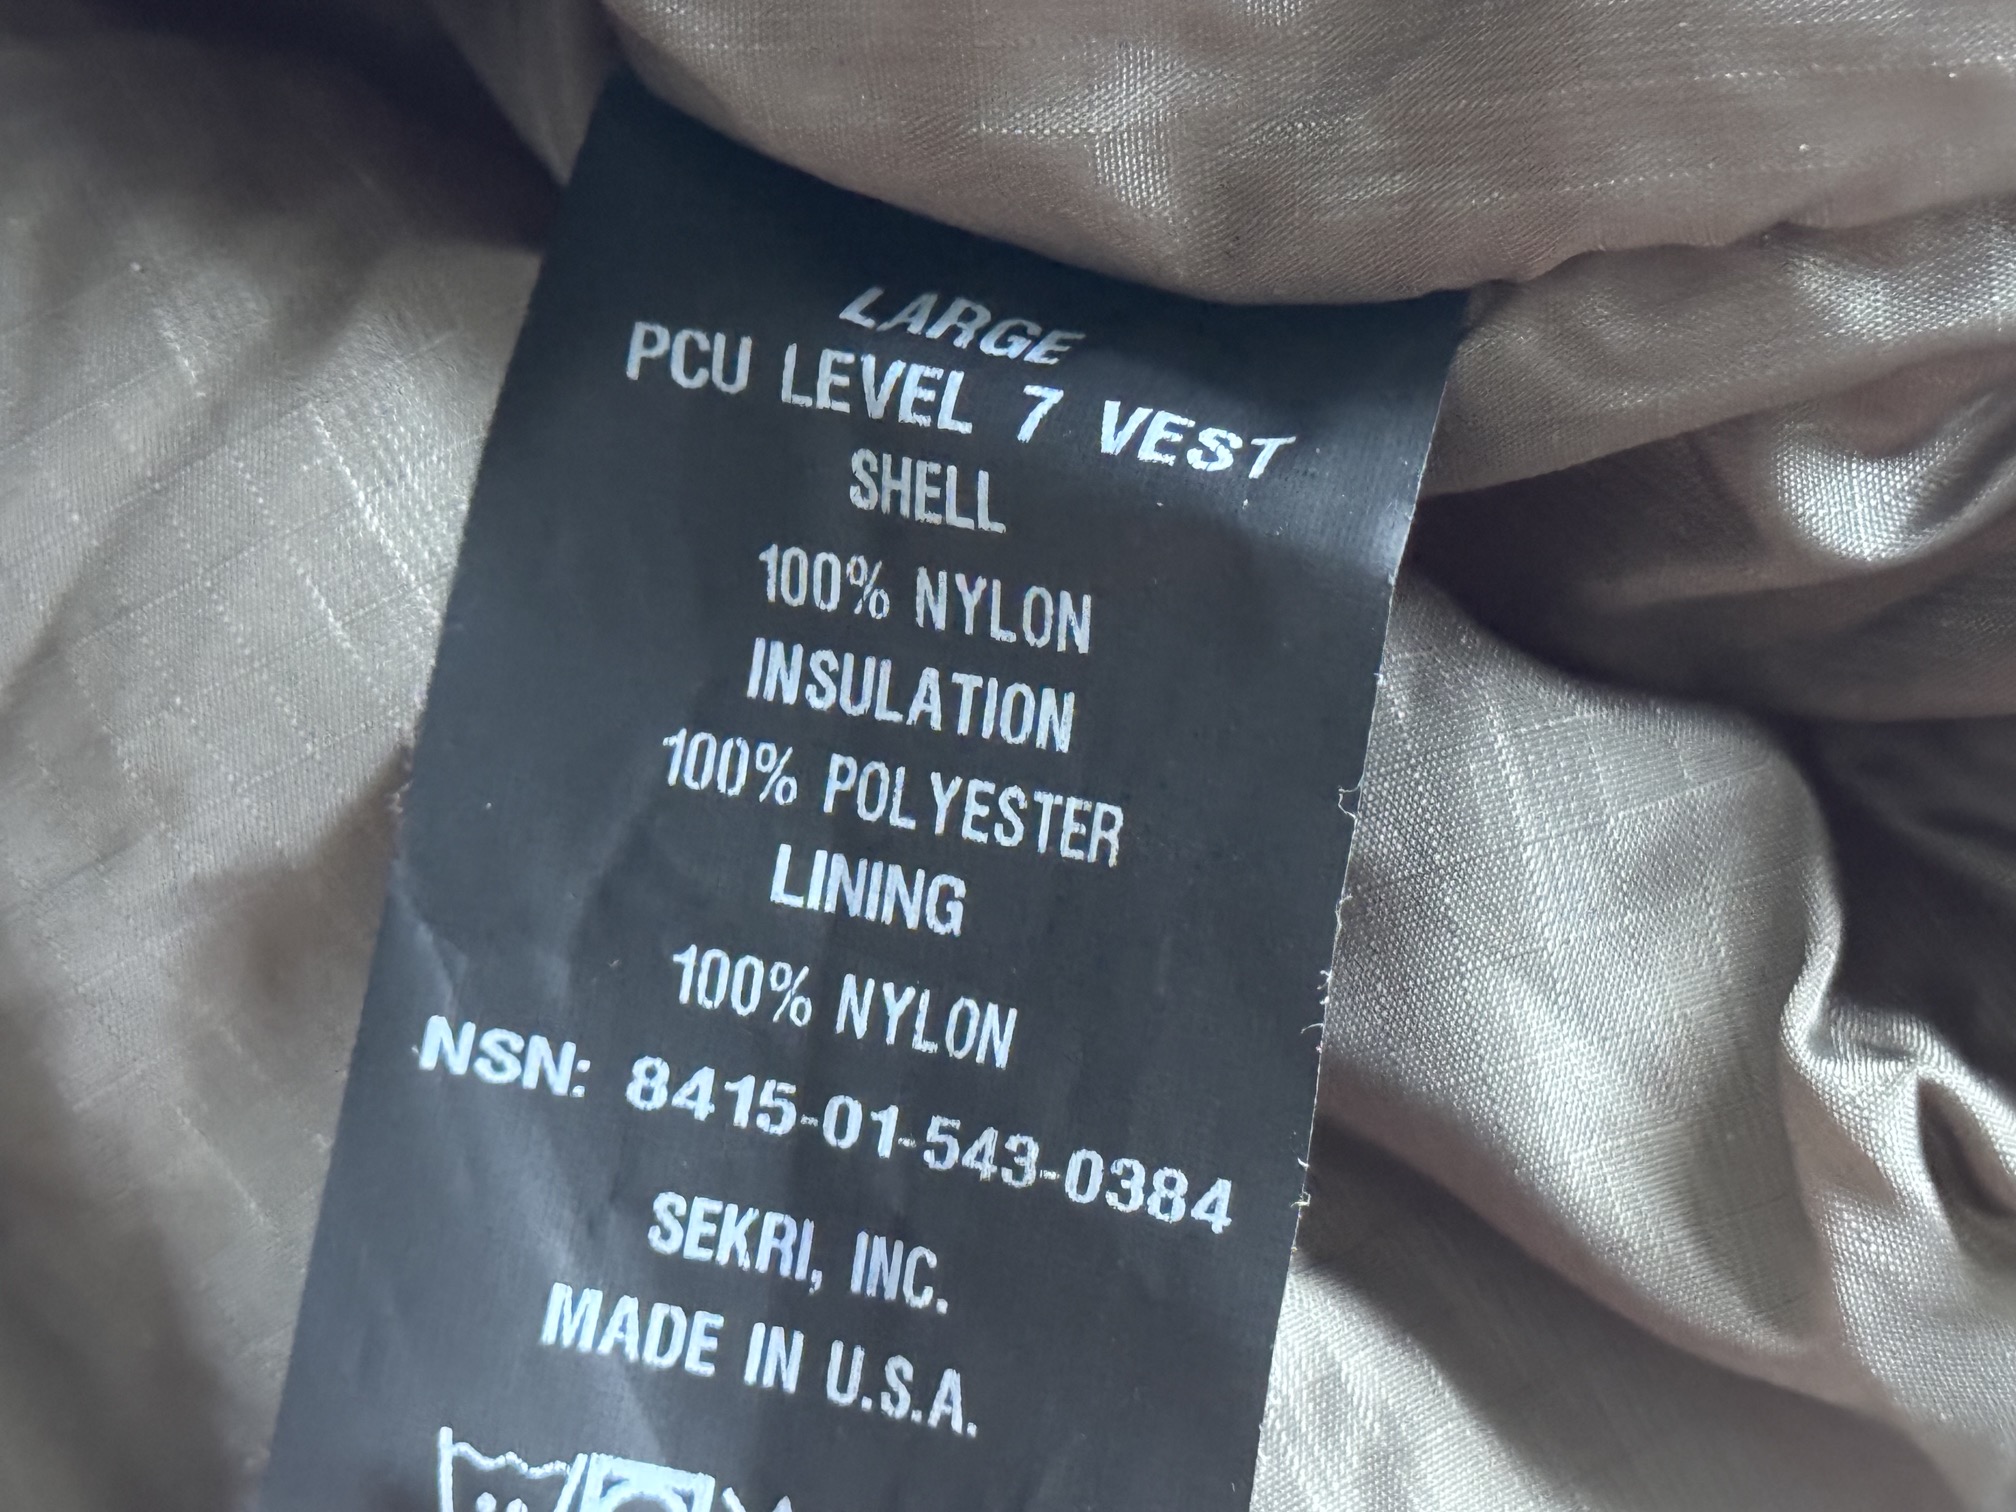 LARGE
PCU LEVEL 7 VEST
SHELL
100% NYLON
INSULATION
100% POLYESTER
LINING
100% NYLON
NSN: 8415-01-543-0384
SEKRI, INC.
MADE IN U.S.A.